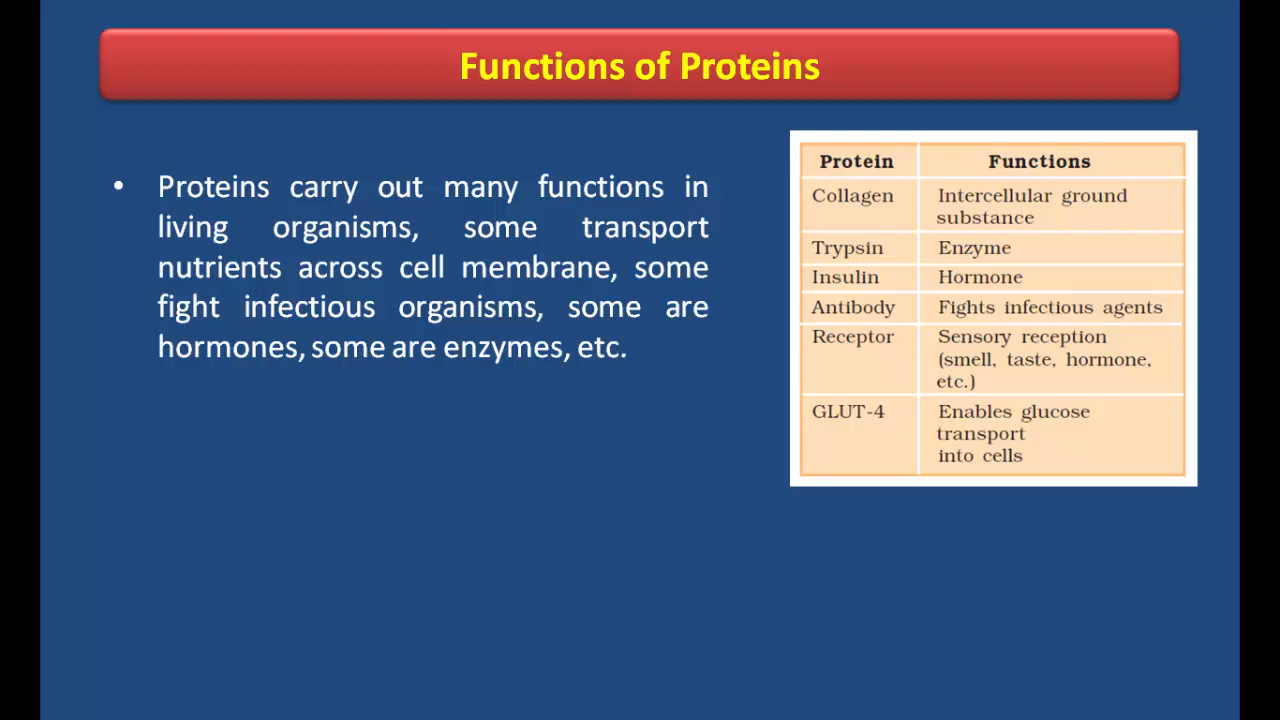 Functions of Proteins
• Proteins carry out many functions in
living organisms, some transport
nutrients across cell membrane, some
fight infectious organisms, some are
hormones, some are enzymes, etc.
Protein Functions
Collagen Intercellular ground
substance
Trypsin Enzyme
Insulin Hormone
Antibody Fights infectious agents
Receptor Sensory reception
(smell, taste, hormone,
etc.)
GLUT-4 Enables glucose
transport
into cells